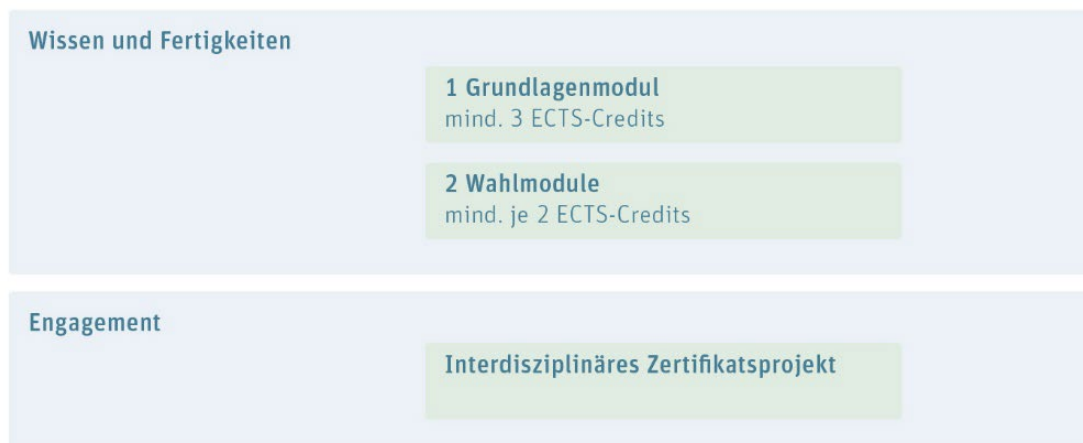 Wissen und Fertigkeiten
1 Grundlagenmodul
mind. 3 ECTS-Credits
2 Wahlmodule
mind. je 2 ECTS-Credits
Engagement
Interdisziplinäres Zertifikatsprojekt